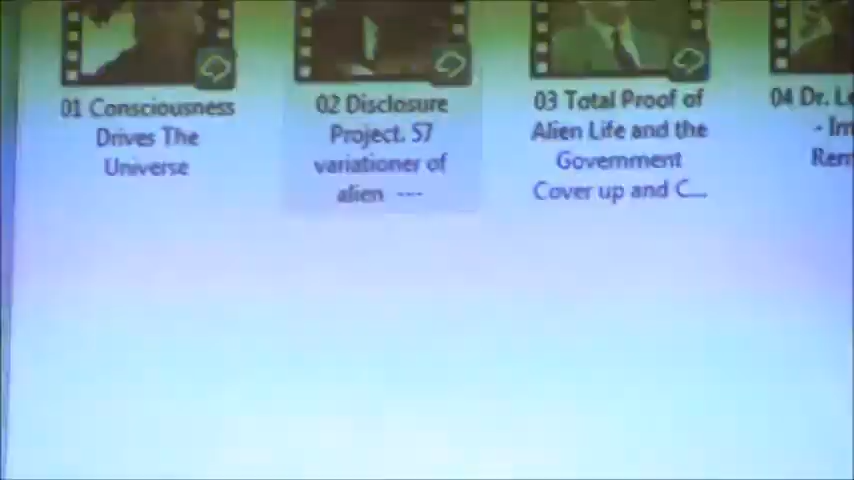 01 Consciousness
Drives The
Universe
02 Disclosure
Project. 57
variationer of
alien ---
03 Total Proof of
Alien Life and the
Government
Cover up and C...
04 Dr. Le
-